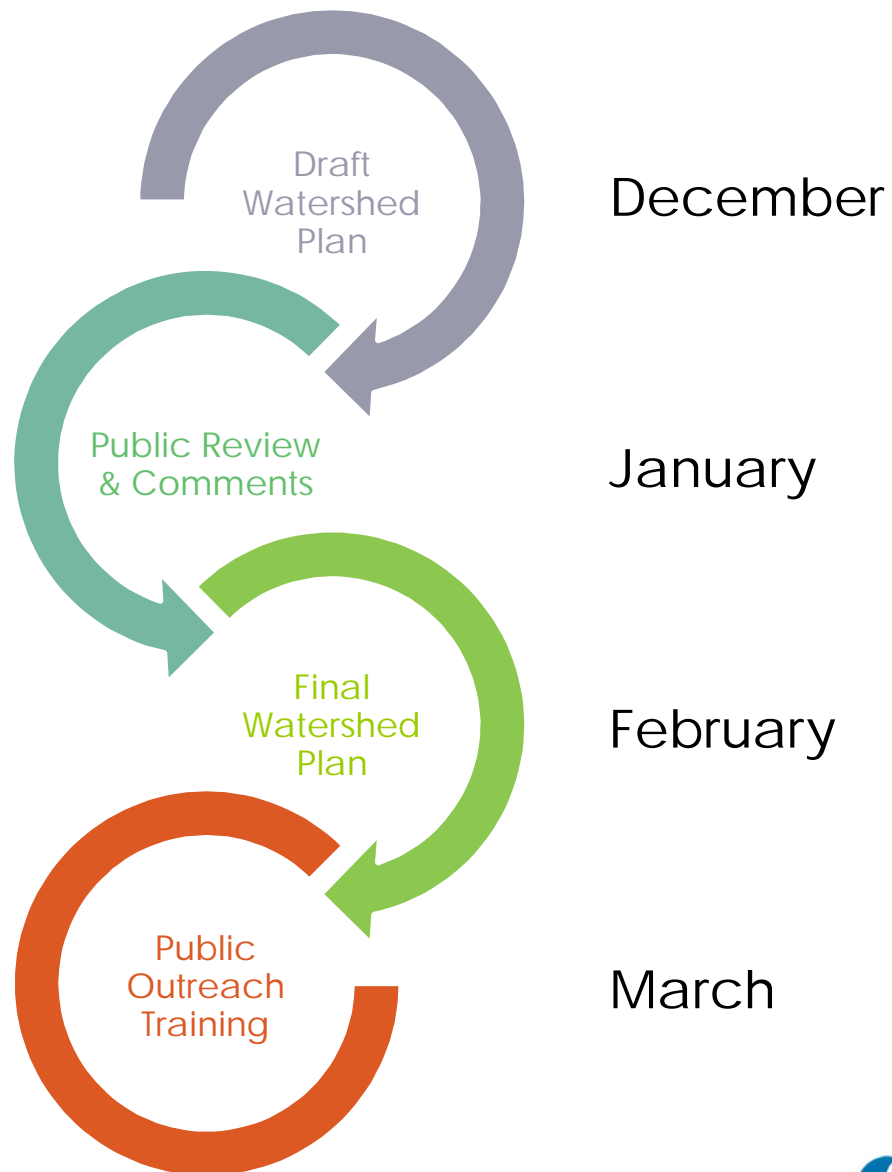 Draft
Watershed
Plan
December
Public Review
& Comments
January
Final
Watershed
Plan
February
Public
Outreach
Training
March